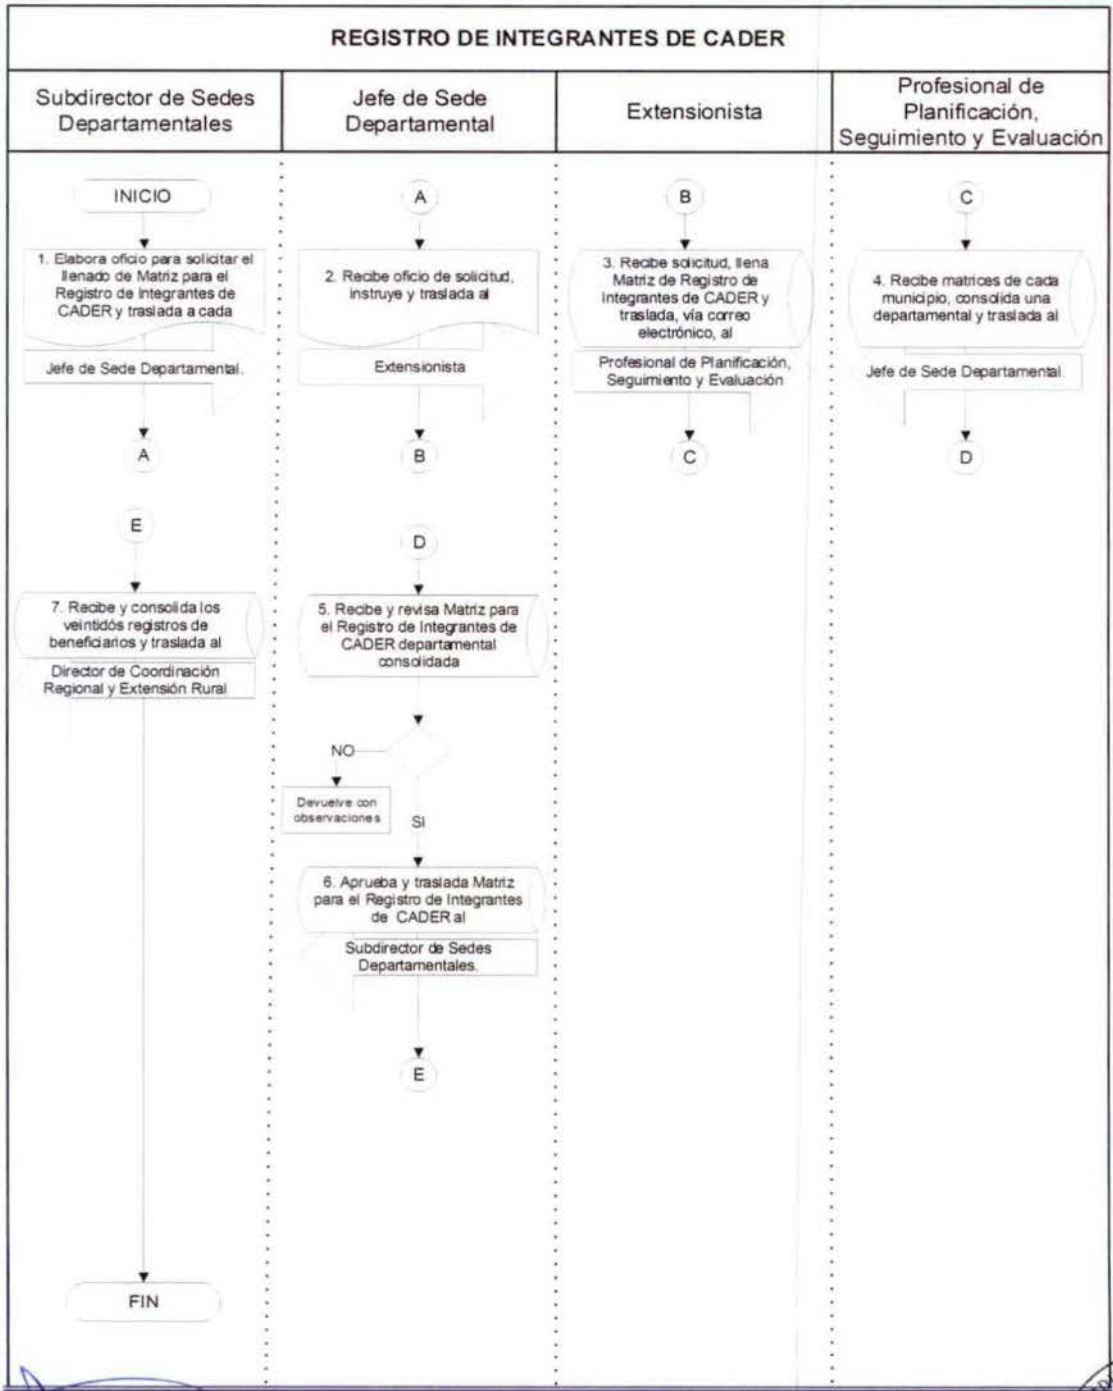 REGISTRO DE INTEGRANTES DE CADER
Subdirector de Sedes
Departamentales
Jefe de Sede
Departamental
Extensionista
Profesional de
Planificación,
Seguimiento y Evaluación
INICIO
1. Elabora oficio para solicitar el
llenado de Matriz para el
Registro de Integrantes de
CADER y traslada a cada
Jefe de Sede Departamental.
A
E
7. Recibe y consolida los
veintidós registros de
beneficiarios y traslada al
Director de Coordinación
Regional y Extensión Rural
FIN
A
2. Recibe oficio de solicitud,
instruye y traslada al
Extensionista
B
D
5. Recibe y revisa Matriz para
el Registro de Integrantes de
CADER departamental
consolidada
NO
Devuelve con
observaciones
SI
6. Aprueba y traslada Matriz
para el Registro de Integrantes
de CADER al
Subdirector de Sedes
Departamentales.
E
B
3. Recibe solicitud, llena
Matriz de Registro de
Integrantes de CADER y
traslada, vía correo
electrónico, al
Profesional de Planificación,
Seguimiento y Evaluación
C
C
4. Recibe matrices de cada
municipio, consolida una
departamental y traslada al
Jefe de Sede Departamental.
D